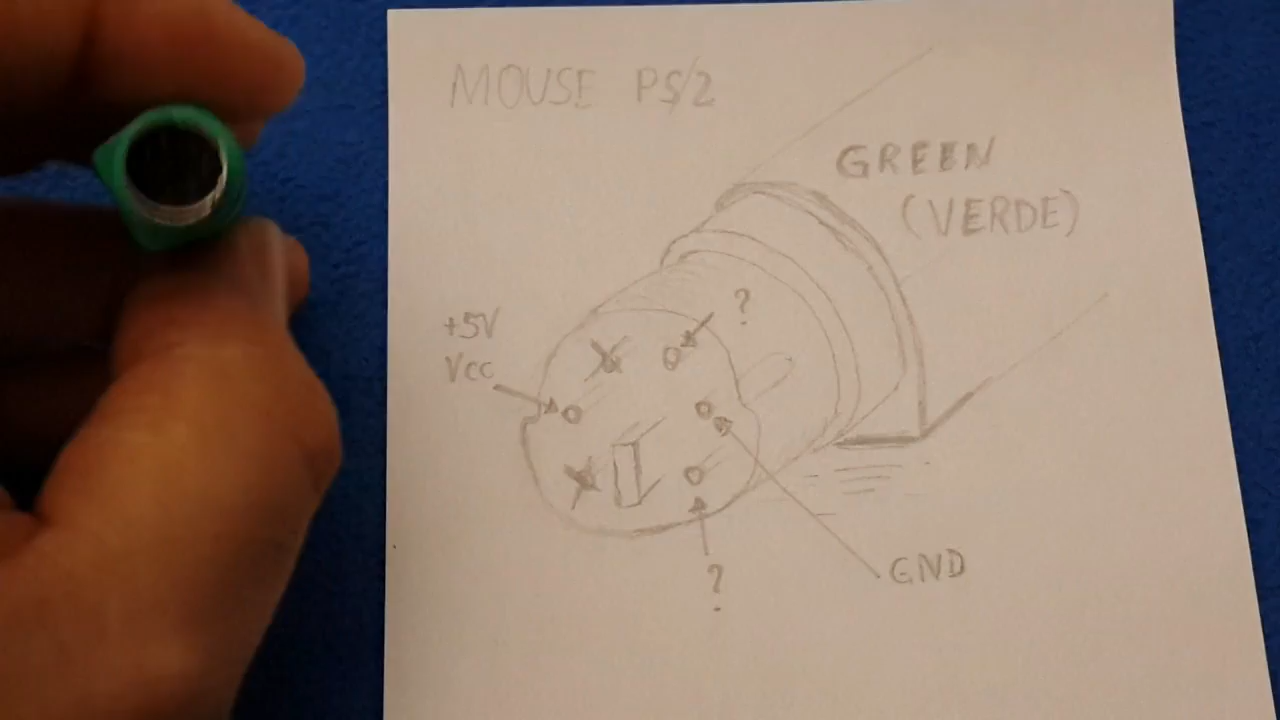 MOUSE PS/2
GREEN
(VERDE)
?
+5V
Vcc
GND
?